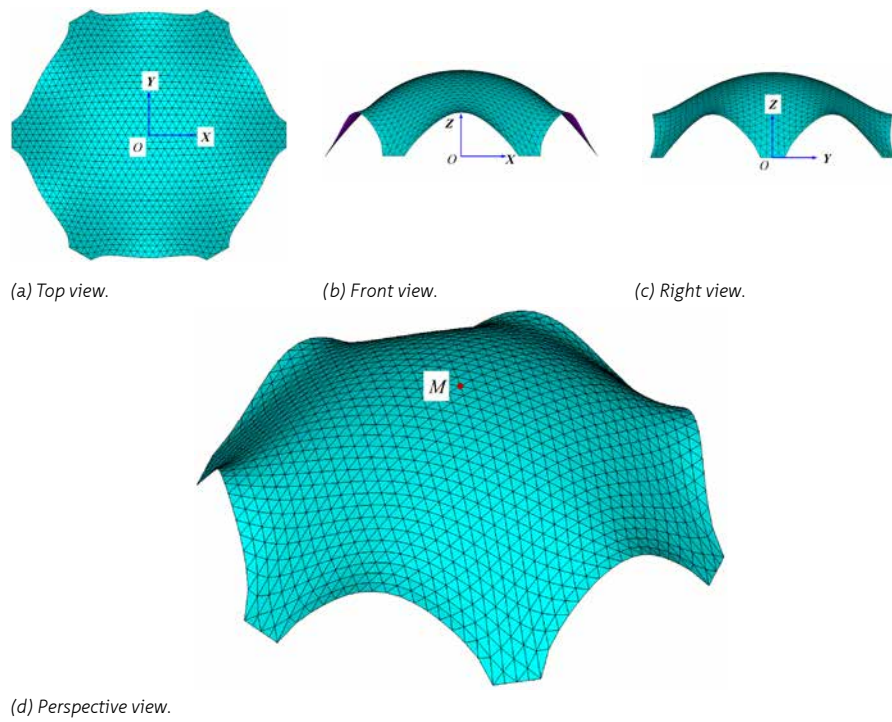 Y
O
X
Z
O
X
Z
O
Y
(a) Top view.
(b) Front view.
(c) Right view.
M
(d) Perspective view.